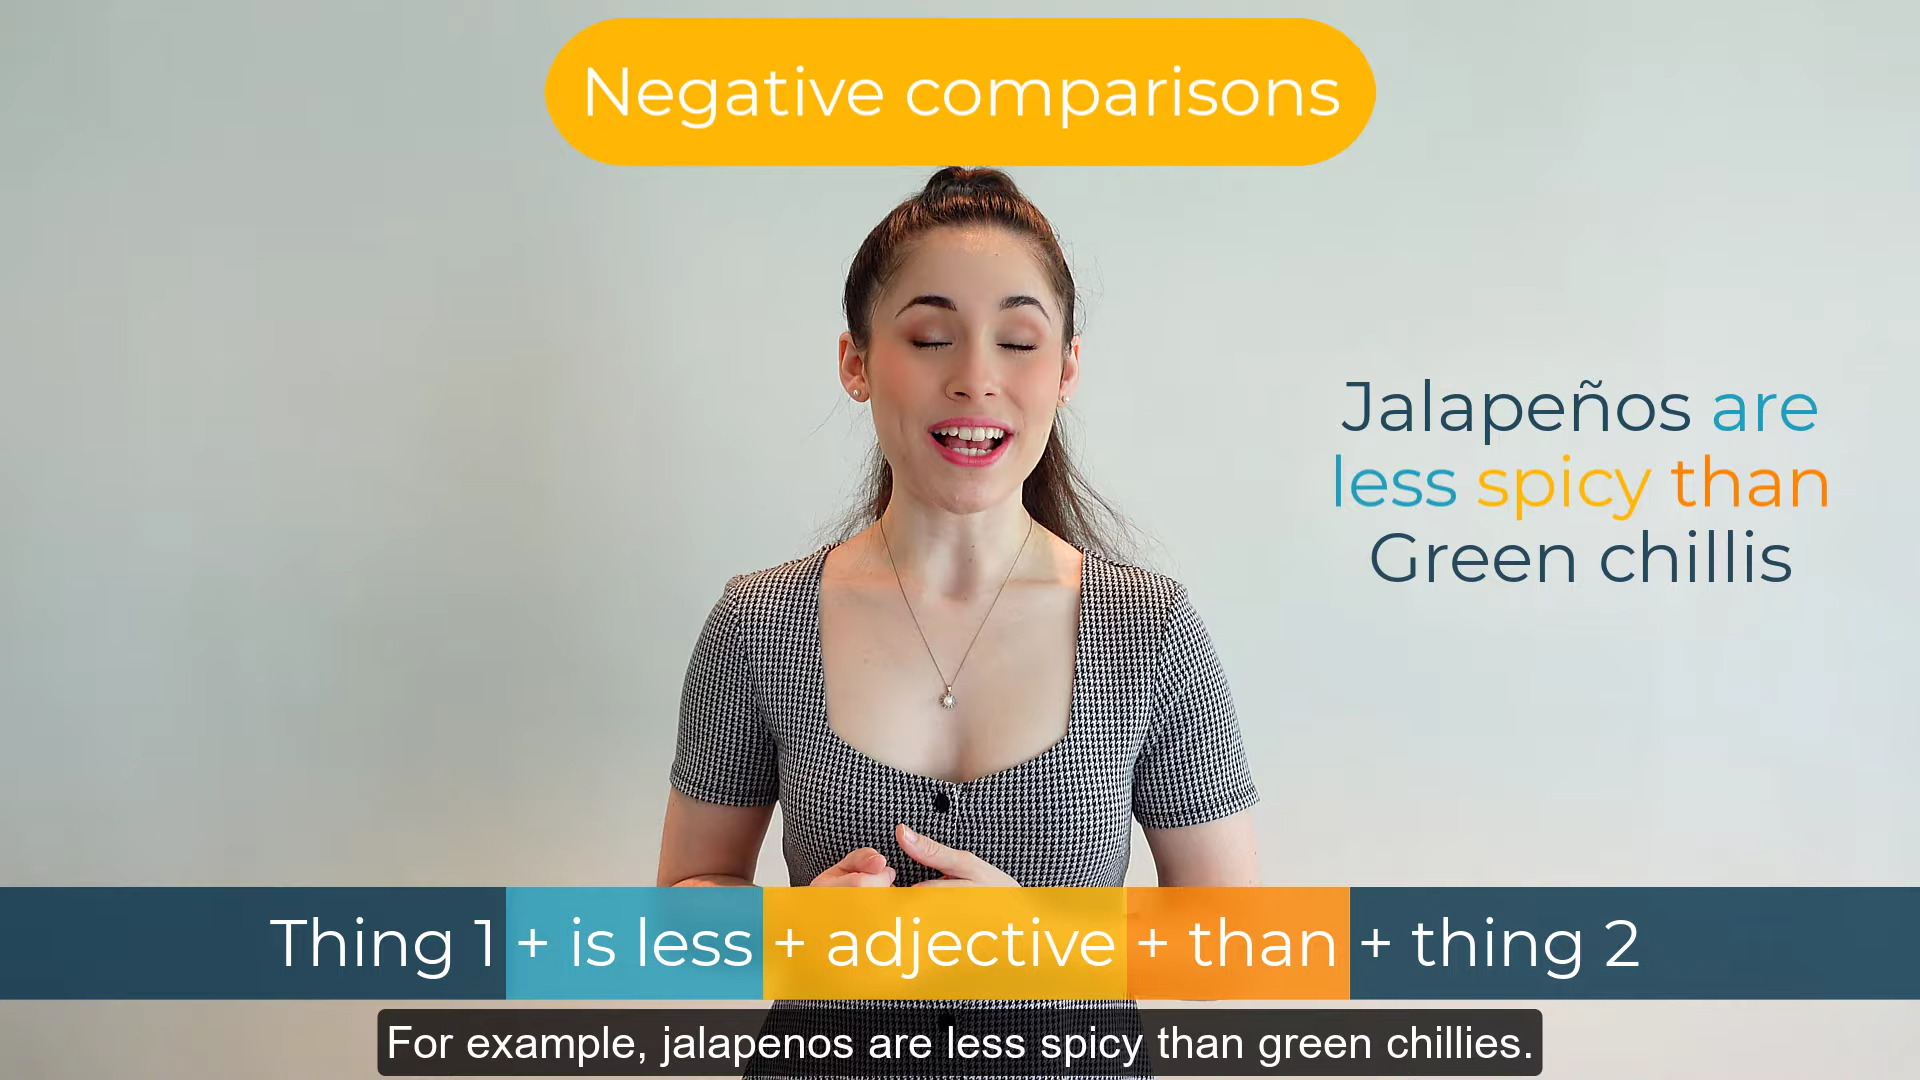 Negative comparisons
Jalapeños are
less spicy than
Green chillis
Thing 1 + is less + adjective + than + thing 2
For example, jalapenos are less spicy than green chillies.